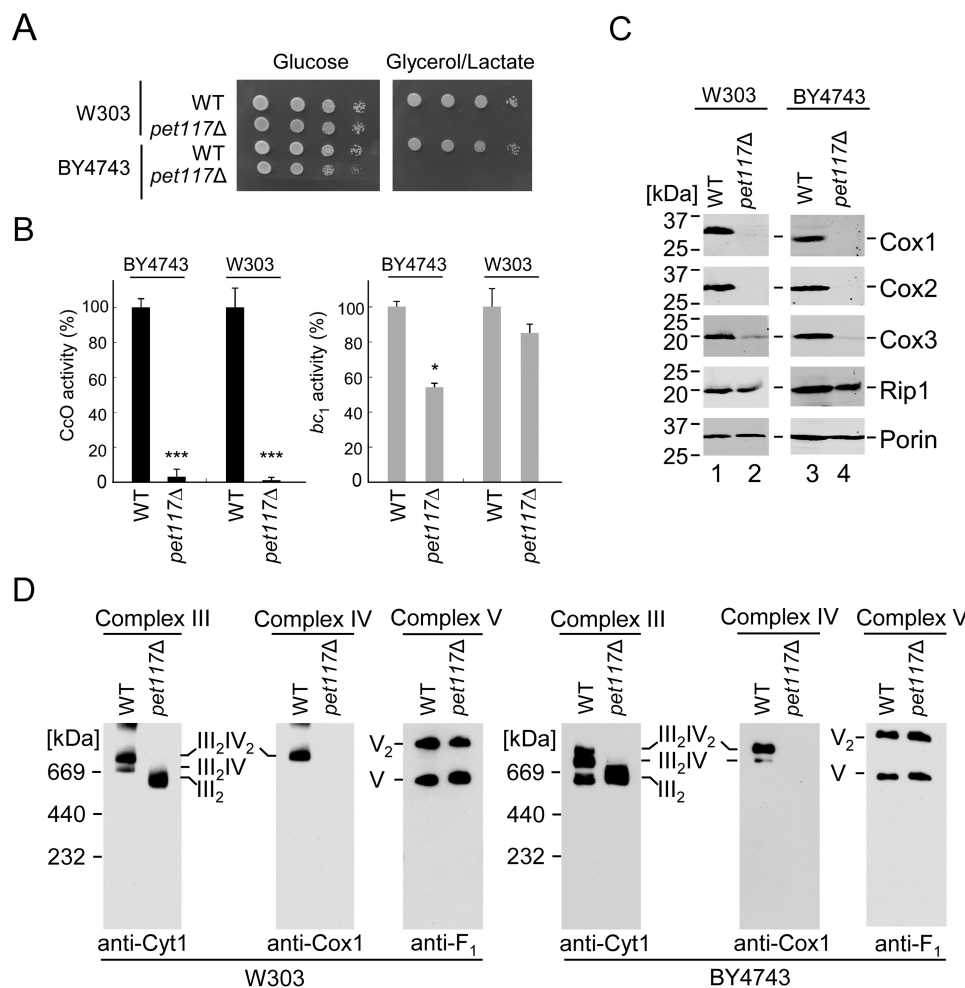 A
Glucose Glycerol/Lactate
W303 WT
pet117Δ
BY4743 WT
pet117Δ
B
BY4743 W303
CcO activity (%)
100
80
60
40
20
0
*** ***
WT pet117Δ WT pet117Δ
BY4743 W303
bc1 activity (%)
100
80
60
40
20
0
*
WT pet117Δ WT pet117Δ
C
W303 BY4743
[kDa] WT pet117Δ WT pet117Δ
37
25 Cox1
37
25 Cox2
25
20 Cox3
25
20 Rip1
37
25 Porin
1 2 3 4
D
Complex III Complex IV Complex V Complex III Complex IV Complex V
WT pet117Δ WT pet117Δ WT pet117Δ WT pet117Δ WT pet117Δ WT pet117Δ
[kDa] III2IV2 V2 [kDa] III2IV2 V2
669 III2IV V 669 III2IV V
III2 III2
440 440
232 232
anti-Cyt1 anti-Cox1 anti-F1 anti-Cyt1 anti-Cox1 anti-F1
W303 BY4743